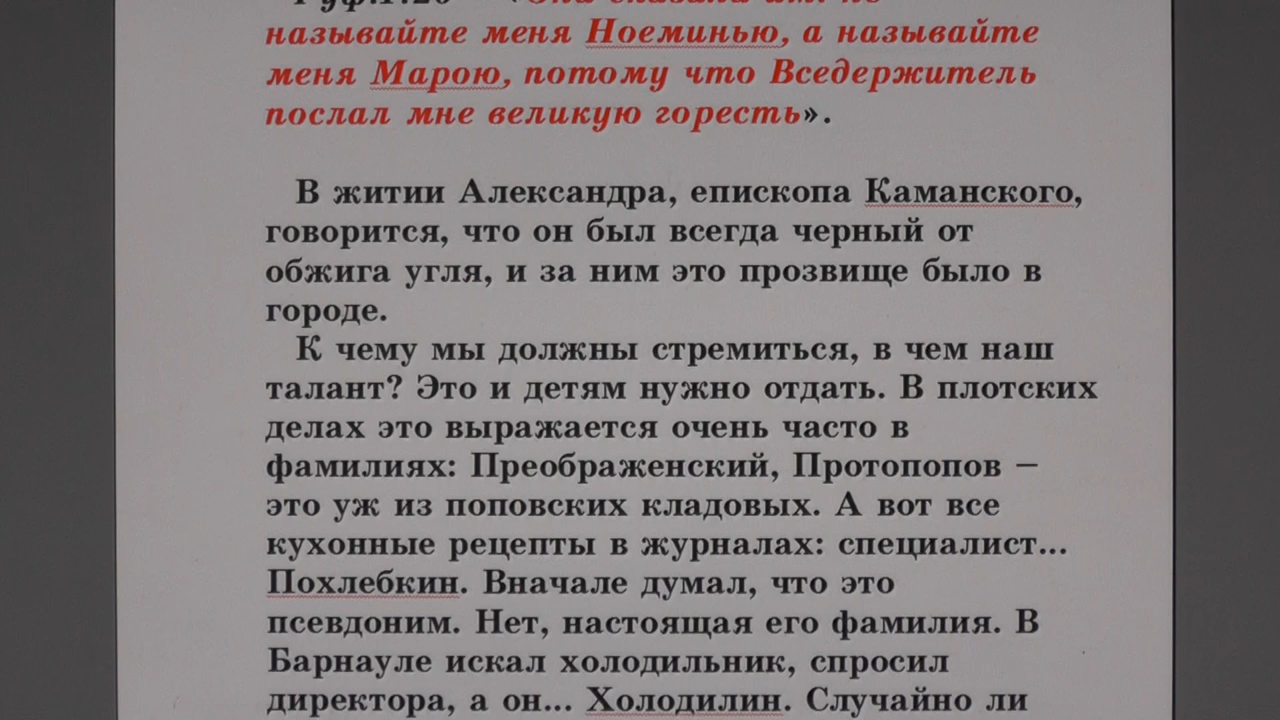 называйте меня Ноеминью, а называйте
меня Марою, потому что Вседержитель
послал мне великую горесть».
В житии Александра, епископа Каманского,
говорится, что он был всегда черный от
обжига угля, и за ним это прозвище было в
городе.
К чему мы должны стремиться, в чем наш
талант? Это и детям нужно отдать. В плотских
делах это выражается очень часто в
фамилиях: Преображенский, Протопопов –
это уж из поповских кладовых. А вот все
кухонные рецепты в журналах: специалист...
Похлебкин. Вначале думал, что это
псевдоним. Нет, настоящая его фамилия. В
Барнауле искал холодильник, спросил
директора, а он... Холодилин. Случайно ли